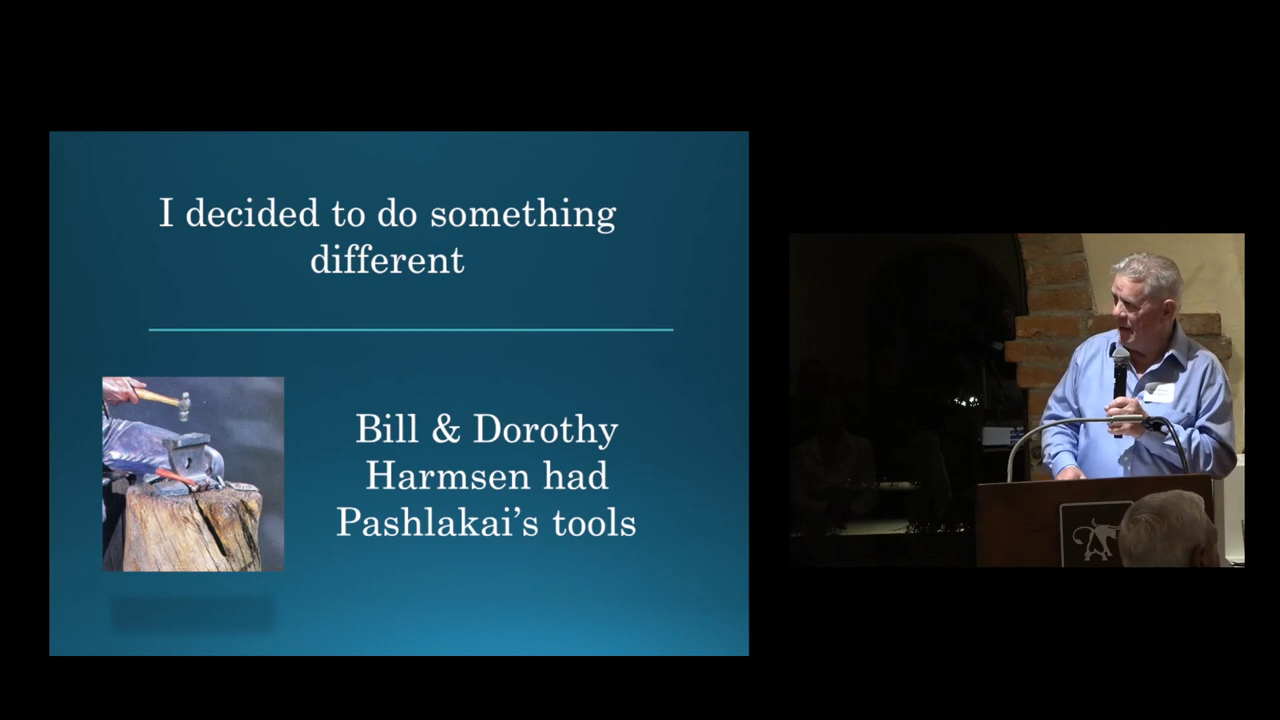 I decided to do something
different
Bill & Dorothy
Harmsen had
Pashlakai’s tools